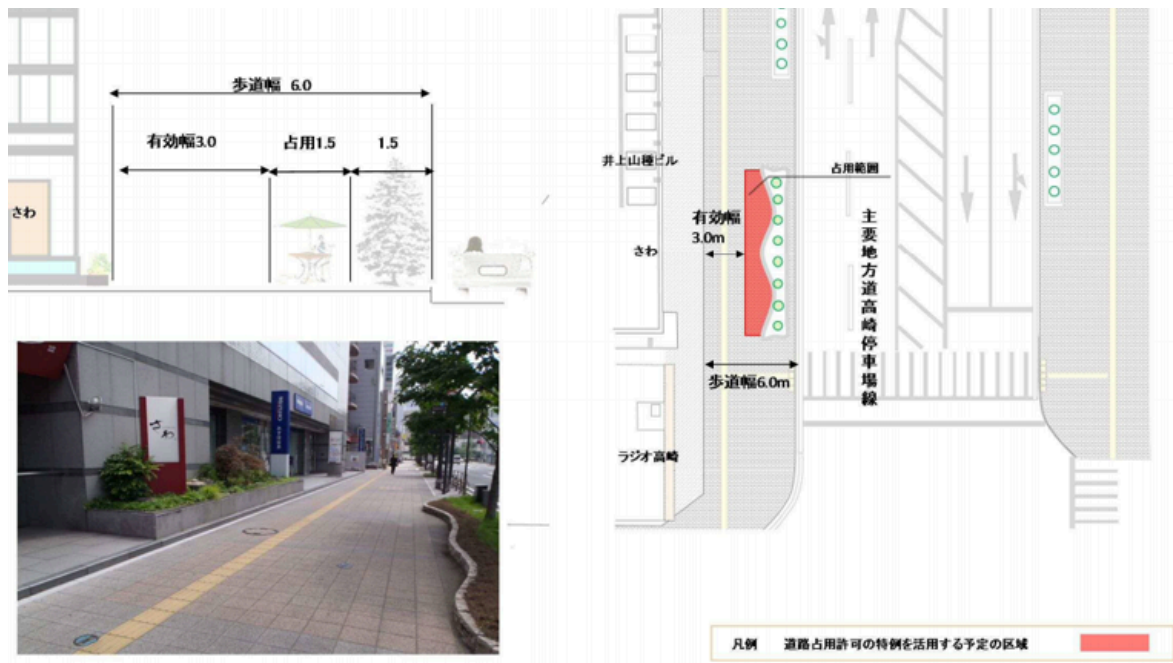 歩道幅 6.0
有効幅3.0
占用1.5
1.5
さわ
さわ
井上山種ビル
占用範囲
有効幅
3.0m
さわ
主要地方道高崎停車場線
歩道幅6.0m
ラジオ高崎
凡例 道路占用許可の特例を活用する予定の区域